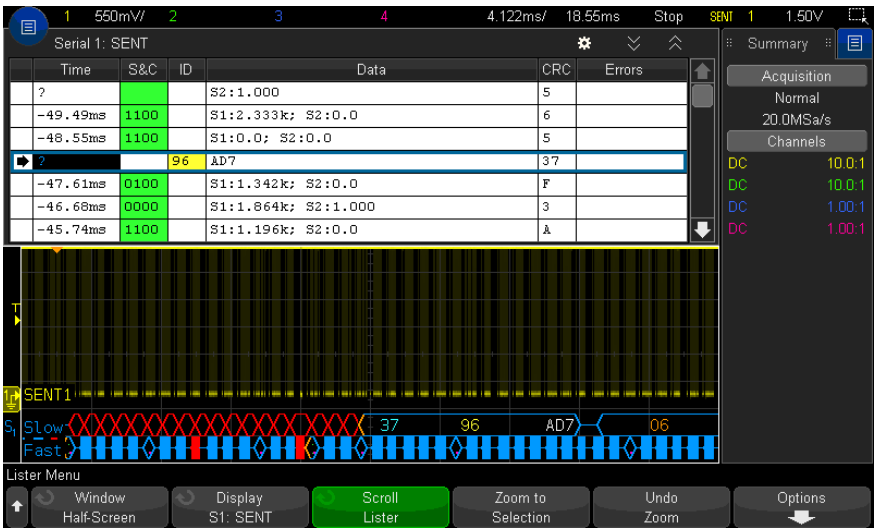 1 550mV/ 2 3 4 4.122ms/ 18.55ms Stop SENT 1 1.50V
Serial 1: SENT
Summary
Time S&C ID Data CRC Errors
? S2:1.000 5
-49.49ms 1100 S1:2.333k; S2:0.0 6
-48.55ms 1100 S1:0.0; S2:0.0 5
? 96 AD7 37
-47.61ms 0100 S1:1.342k; S2:0.0 F
-46.68ms 0000 S1:1.864k; S2:1.000 3
-45.74ms 1100 S1:1.196k; S2:0.0 A
Acquisition
Normal
20.0MSa/s
Channels
DC 10.0:1
DC 10.0:1
DC 1.00:1
DC 1.00:1
T
1 SENT1
S1 Slow 37 96 AD7 06
Fast
Lister Menu
Window
Half-Screen
Display
S1: SENT
Scroll
Lister
Zoom to
Selection
Undo
Zoom
Options